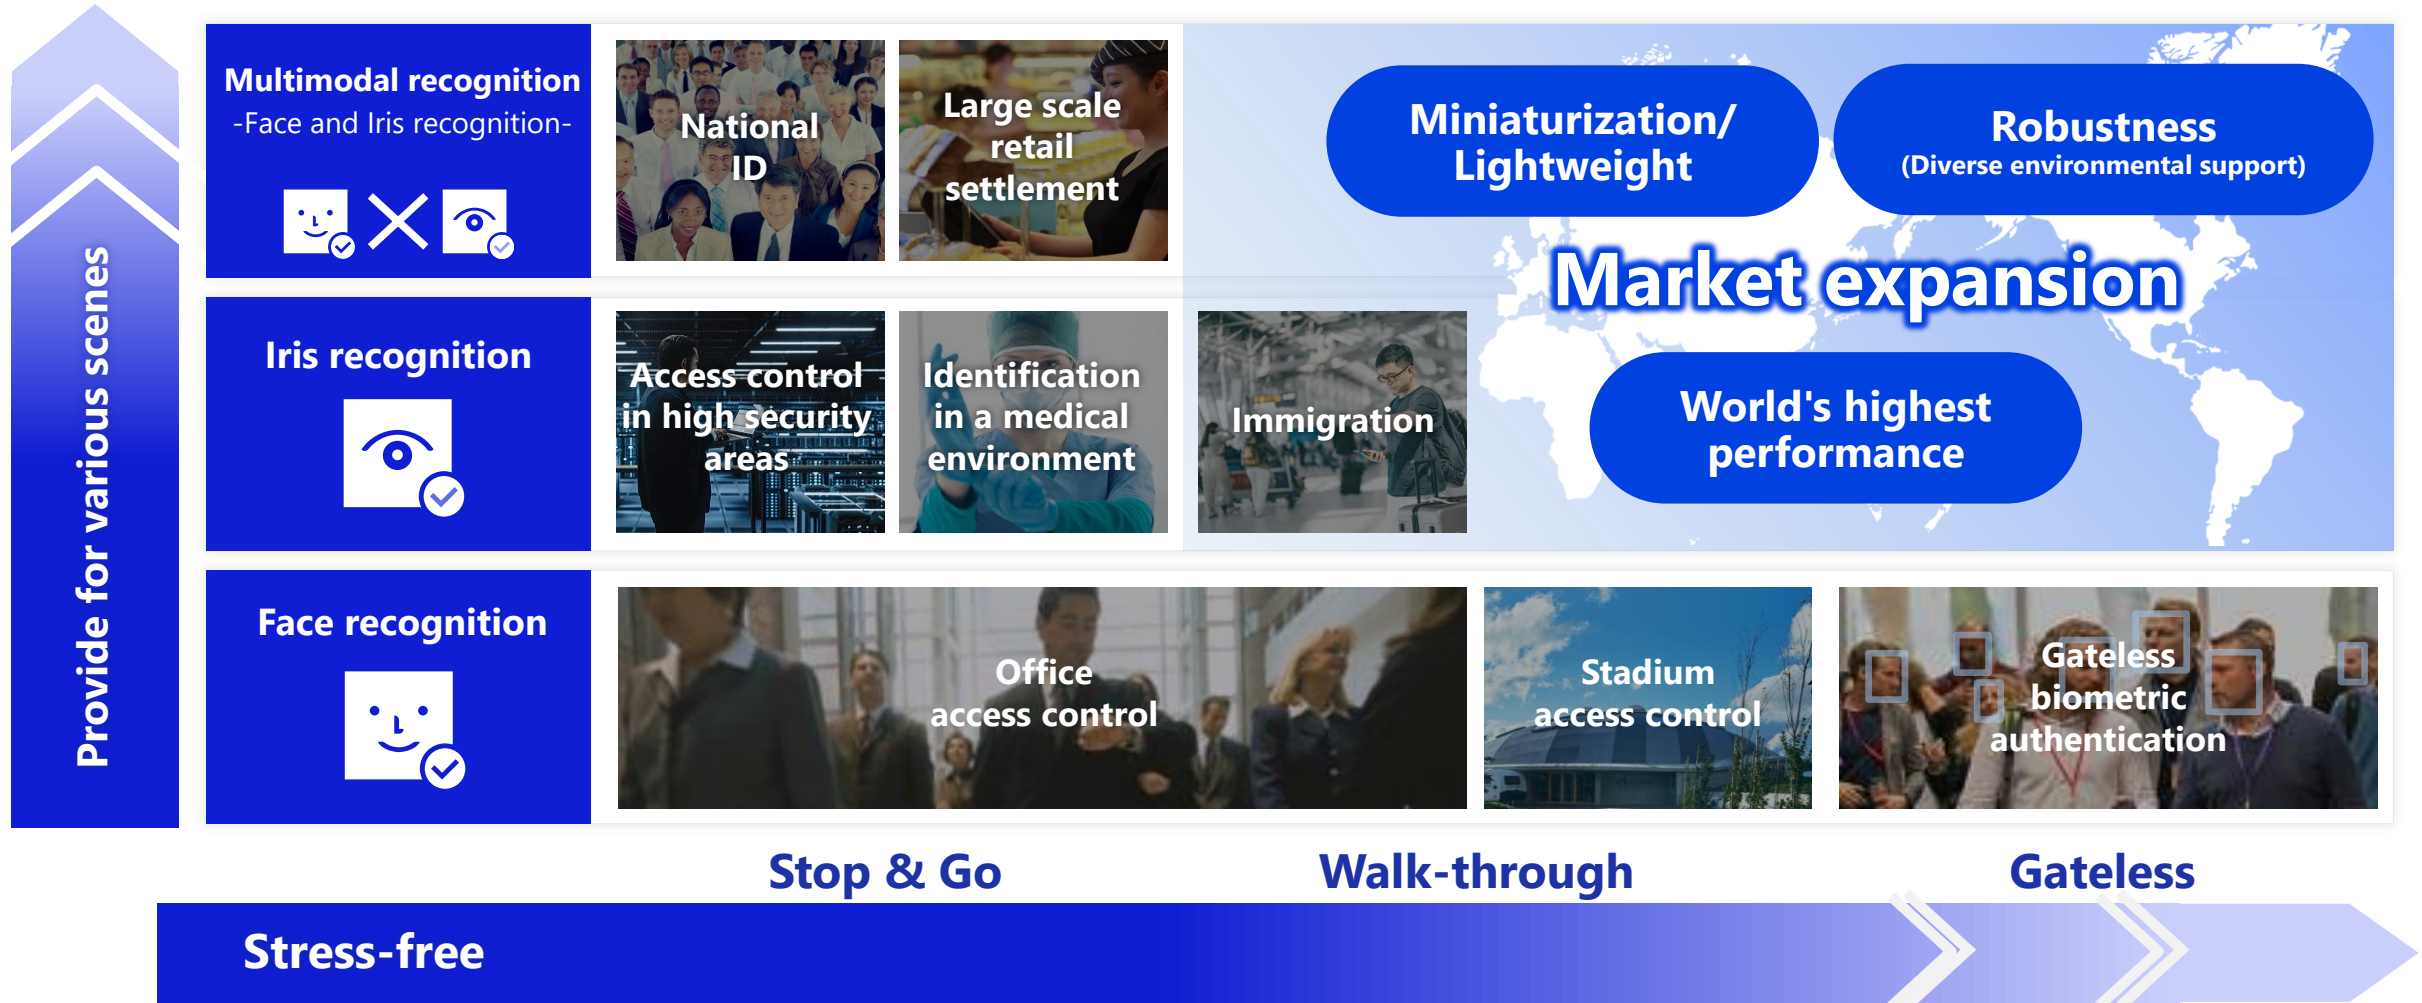 Provide for various scenes
Multimodal recognition
-Face and Iris recognition-
National
ID
Large scale
retail
settlement
Miniaturization/
Lightweight
Robustness
(Diverse environmental support)
Market expansion
Iris recognition
Access control
in high security
areas
Identification
in a medical
environment
Immigration
World's highest
performance
Face recognition
Office
access control
Stadium
access control
Gateless
biometric
authentication
Stop & Go
Walk-through
Gateless
Stress-free